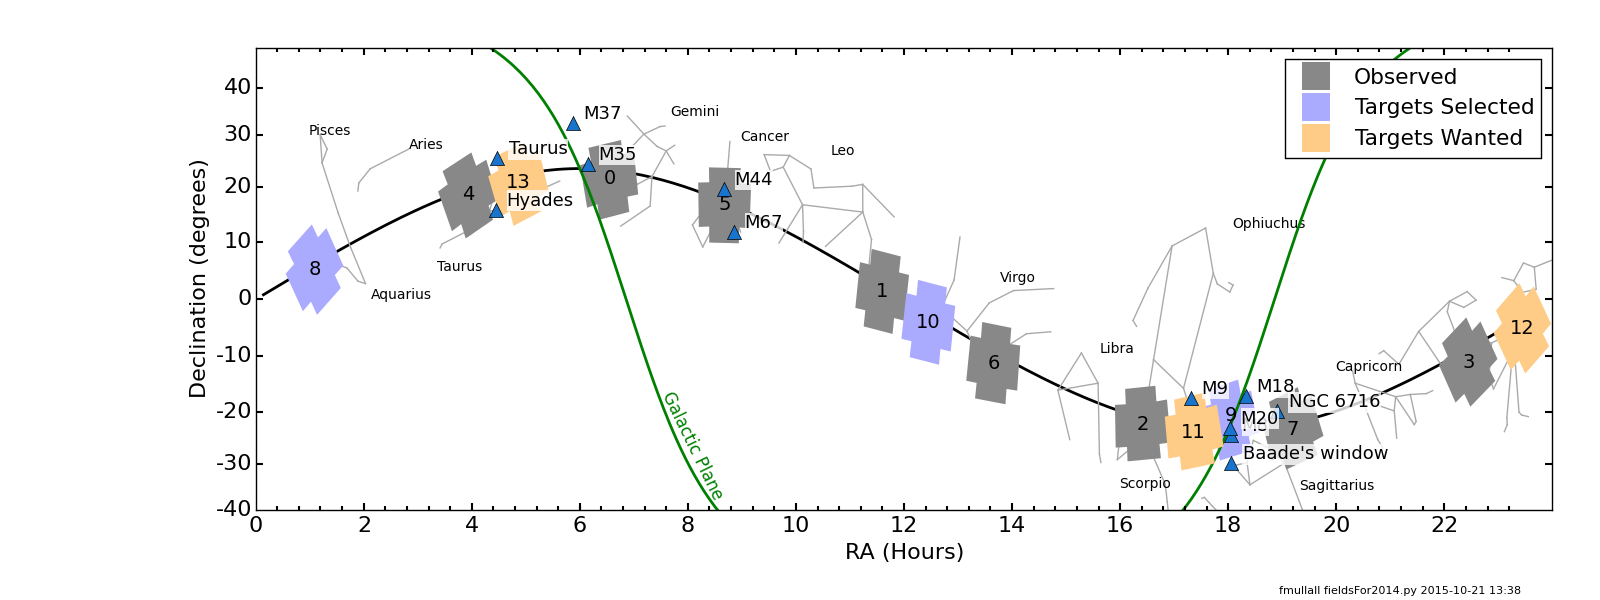 40
30
20
10
0
-10
-20
-30
-40
Declination (degrees)
0 2 4 6 8 10 12 14 16 18 20 22
RA (Hours)
Observed
Targets Selected
Targets Wanted
Pisces
Aries
Taurus
M37
Gemini
Cancer
Leo
M35
0
4
13
Hyades
M44
5
M67
8
Taurus
Aquarius
1
10
Virgo
6
Libra
Ophiuchus
12
3
Capricorn
M9
M18
NGC 6716
2
11
9
M20
7
Baade's window
Scorpio
Sagittarius
Galactic Plane
fmullall fieldsFor2014.py 2015-10-21 13:38